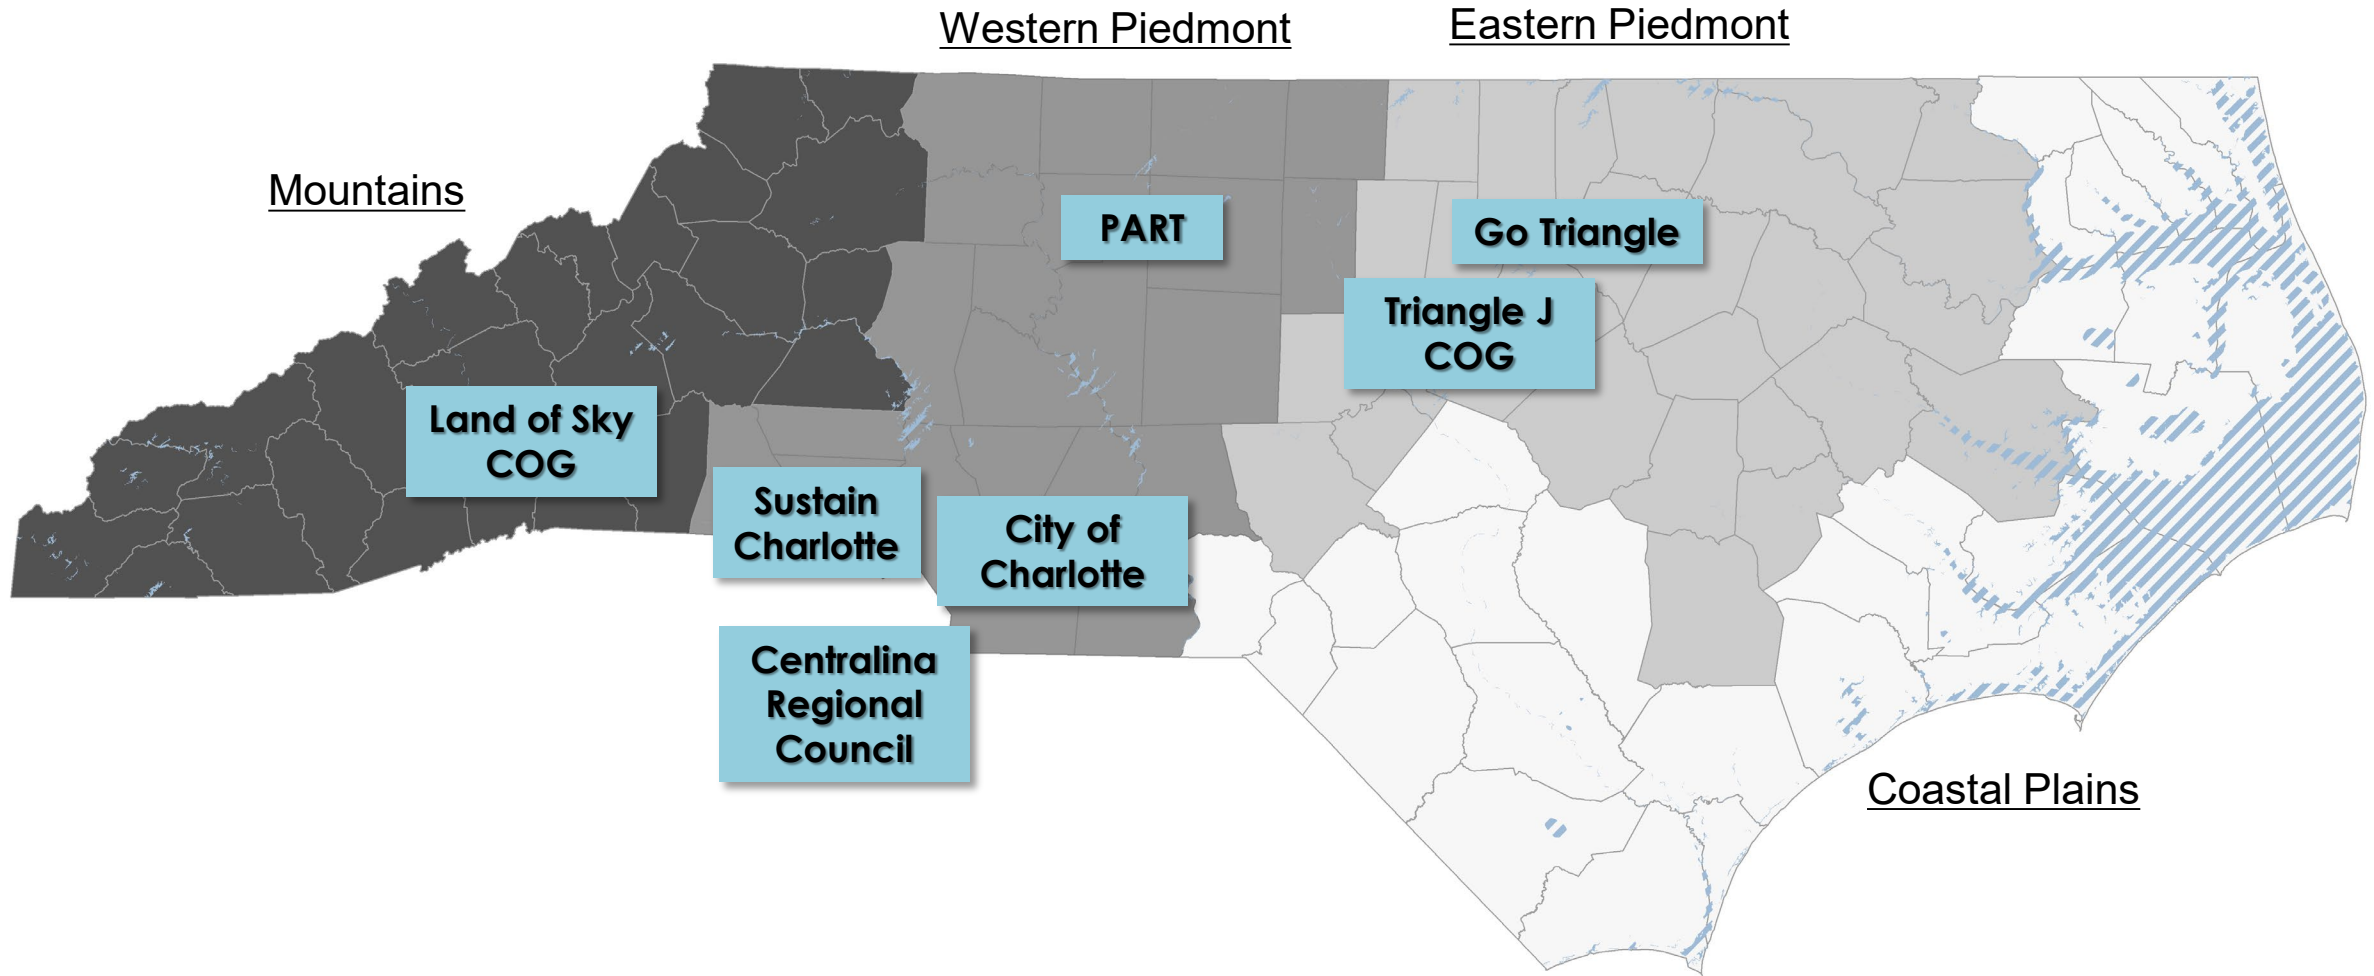 Western Piedmont
Eastern Piedmont
Mountains
PART
Go Triangle
Triangle J
COG
Land of Sky
COG
Sustain
Charlotte
City of
Charlotte
Centralina
Regional
Council
Coastal Plains